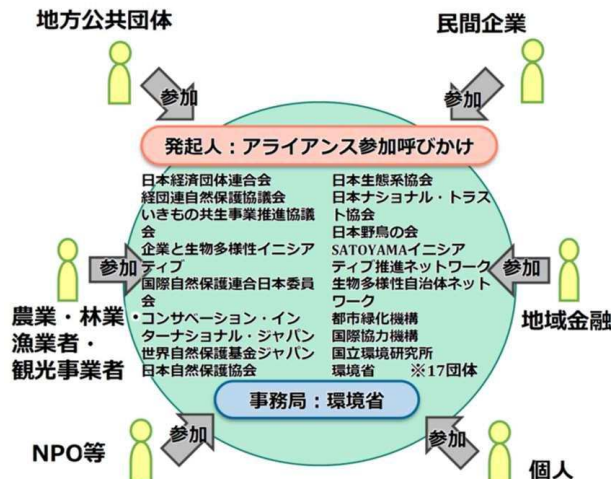 地方公共団体
民間企業
参加
参加
発起人：アライアンス参加呼びかけ
日本経済団体連合会
経団連自然保護協議会
いきもの共生事業推進協議
会
企業と生物多様性イニシア
ティブ
国際自然保護連合日本委員
会
コンサベーション・イン
ターナショナル・ジャパン
世界自然保護基金ジャパン
日本自然保護協会
日本生態系協会
日本ナショナル・トラス
ト協会
日本野鳥の会
SATOYAMAイニシア
ティブ推進ネットワーク
生物多様性自治体ネット
ワーク
都市緑化機構
国際協力機構
国立環境研究所
環境省 ※17団体
参加
農業・林業・
漁業者・
観光事業者
参加
地域金融
事務局：環境省
NPO等
参加
参加
個人